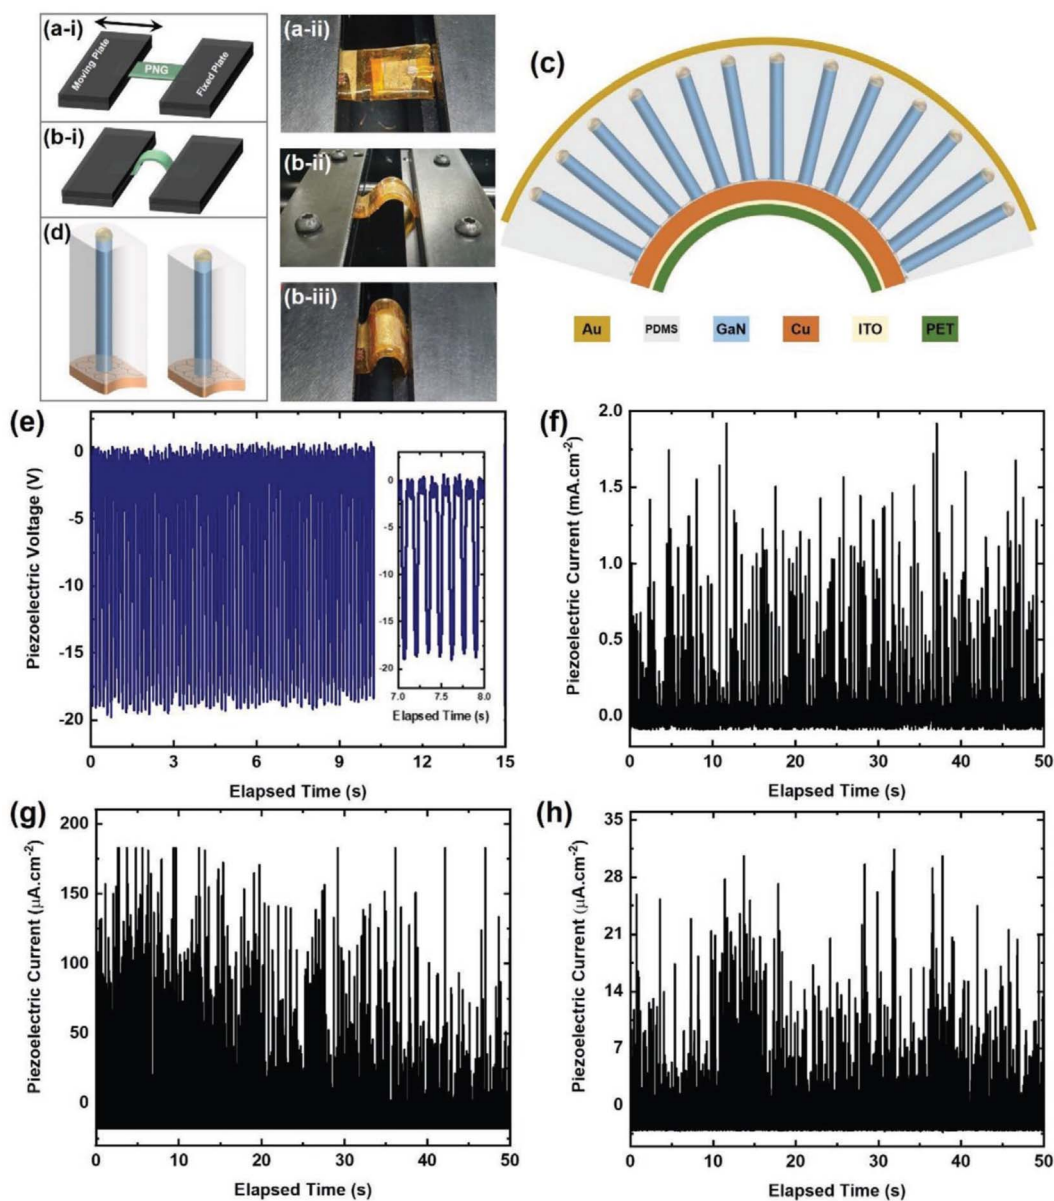 (a-i)
Moving Plate
PNG
Fixed Plate
(a-ii)
(b-i)
(b-ii)
(b-iii)
(c)
Au
PDMS
GaN
Cu
ITO
PET
(d)
(e)
Piezoelectric Voltage (V)
0
-5
-10
-15
-20
0 3 6 9 12 15
Elapsed Time (s)
0
-5
-10
-15
-20
7.0 7.5 8.0
Elapsed Time (s)
(f)
Piezoelectric Current (mA.cm⁻²)
2.0
1.5
1.0
0.5
0.0
0 10 20 30 40 50
Elapsed Time (s)
(g)
Piezoelectric Current (μA.cm⁻²)
200
150
100
50
0
0 10 20 30 40 50
Elapsed Time (s)
(h)
Piezoelectric Current (μA.cm⁻²)
35
28
21
14
7
0
0 10 20 30 40 50
Elapsed Time (s)